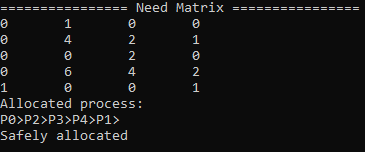 ================ Need Matrix ================
0 1 0 0
0 4 2 1
0 0 2 0
0 6 4 2
1 0 0 1
Allocated process:
P0>P2>P3>P4>P1>
Safely allocated